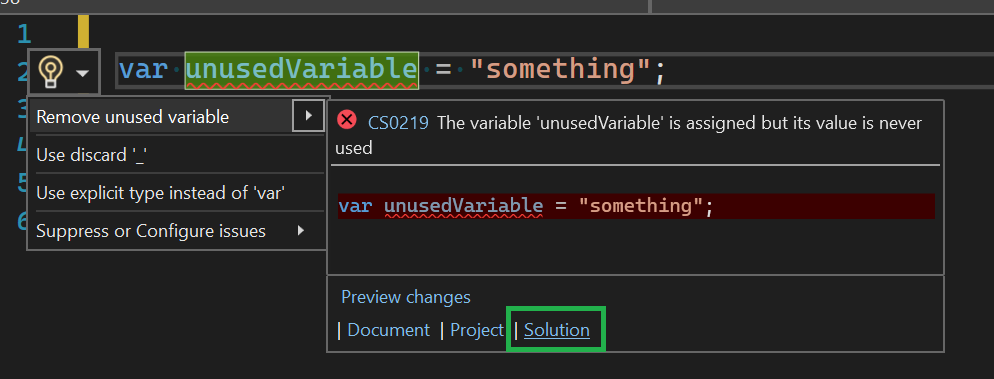 1
2 var unusedVariable = "something";
3
Remove unused variable
Use discard '_'
5 Use explicit type instead of 'var'
6 Suppress or Configure issues
CS0219 The variable 'unusedVariable' is assigned but its value is never
used
var unusedVariable = "something";
Preview changes
Document Project Solution